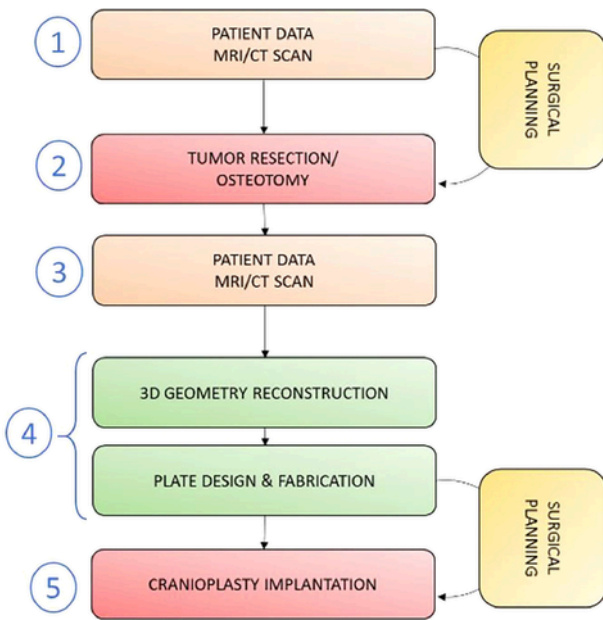 1
PATIENT DATA
MRI/CT SCAN
SURGICAL
PLANNING
2
TUMOR RESECTION/
OSTEOTOMY
3
PATIENT DATA
MRI/CT SCAN
4
3D GEOMETRY RECONSTRUCTION
PLATE DESIGN & FABRICATION
SURGICAL
PLANNING
5
CRANIOPLASTY IMPLANTATION